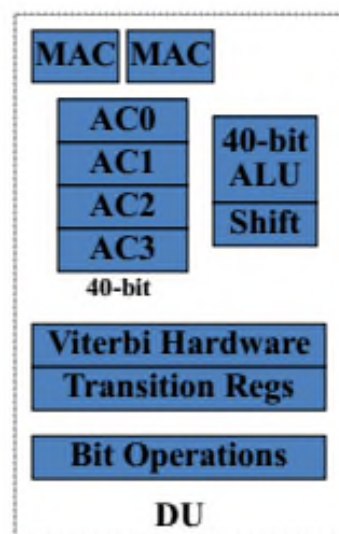 MAC MAC
AC0
AC1
AC2
AC3
40-bit
40-bit
ALU
Shift
Viterbi Hardware
Transition Regs
Bit Operations
DU